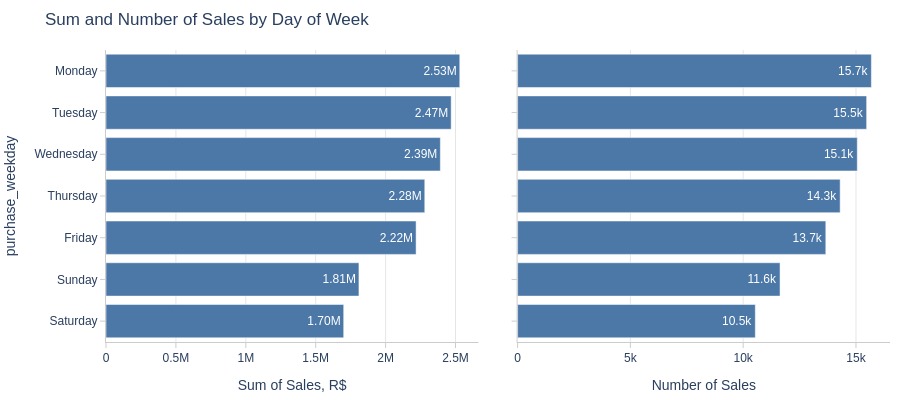 Sum and Number of Sales by Day of Week
purchase_weekday
Monday 2.53M 15.7k
Tuesday 2.47M 15.5k
Wednesday 2.39M 15.1k
Thursday 2.28M 14.3k
Friday 2.22M 13.7k
Sunday 1.81M 11.6k
Saturday 1.70M 10.5k
0 0.5M 1M 1.5M 2M 2.5M 0 5k 10k 15k
Sum of Sales, R$ Number of Sales